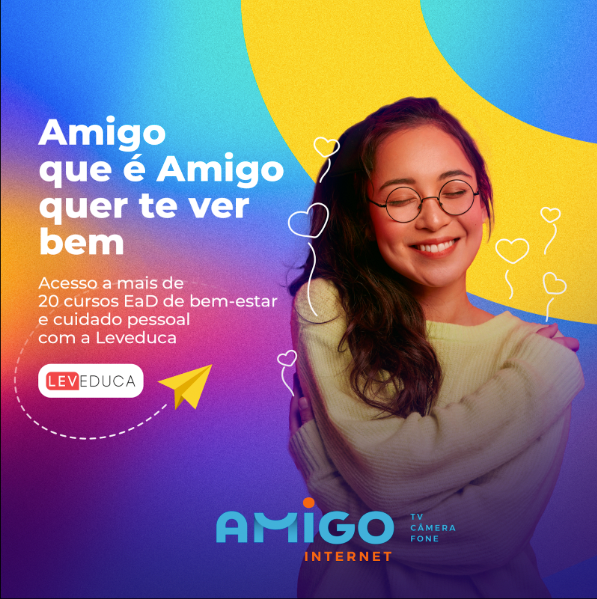 Amigo
que é Amigo
quer te ver
bem
Acesso a mais de
20 cursos EaD de bem-estar
e cuidado pessoal
com a Leveduca
LEVEDUCA
AMIGO
INTERNET
TV
CÂMERA
FONE